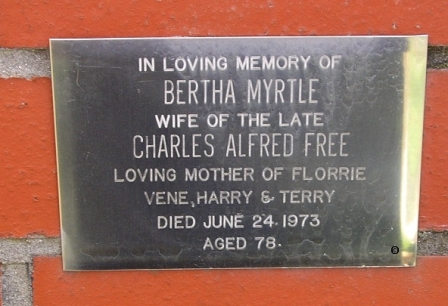 IN LOVING MEMORY OF
BERTHA MYRTLE
WIFE OF THE LATE
CHARLES ALFRED FREE
LOVING MOTHER OF FLORRIE
VENE, HARRY & TERRY
DIED JUNE 24. 1973
AGED 78.